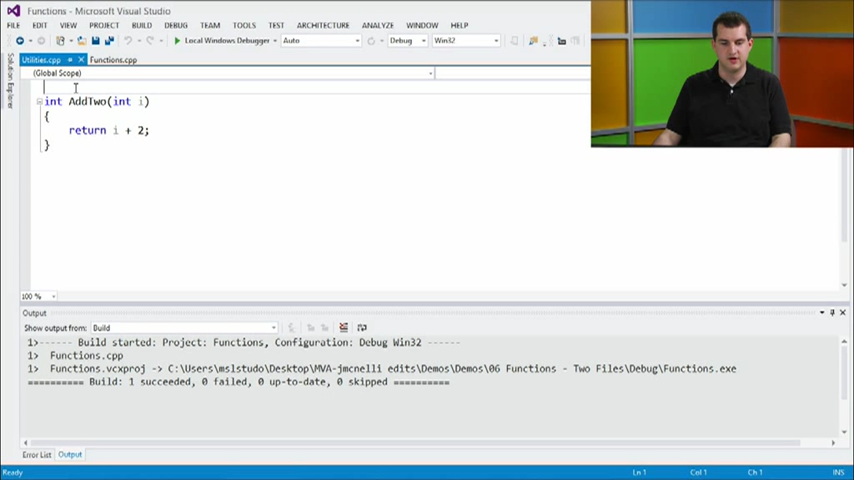 Functions - Microsoft Visual Studio
FILE EDIT VIEW PROJECT BUILD DEBUG TEAM TOOLS TEST ARCHITECTURE ANALYZE WINDOW HELP
Local Windows Debugger Auto Debug Win32
Solution Explorer
Utilities.cpp Functions.cpp
(Global Scope)
int AddTwo(int i)
{
return i + 2;
}
100 %
Output
Show output from: Build
1>------ Build started: Project: Functions, Configuration: Debug Win32 ------
1> Functions.cpp
1> Functions.vcxproj -> C:\Users\mslstudo\Desktop\MVA-jmcnelli edits\Demos\Demos\06 Functions - Two Files\Debug\Functions.exe
========== Build: 1 succeeded, 0 failed, 0 up-to-date, 0 skipped ==========
Error List Output
Ready Ln 1 Col 1 Ch 1 INS